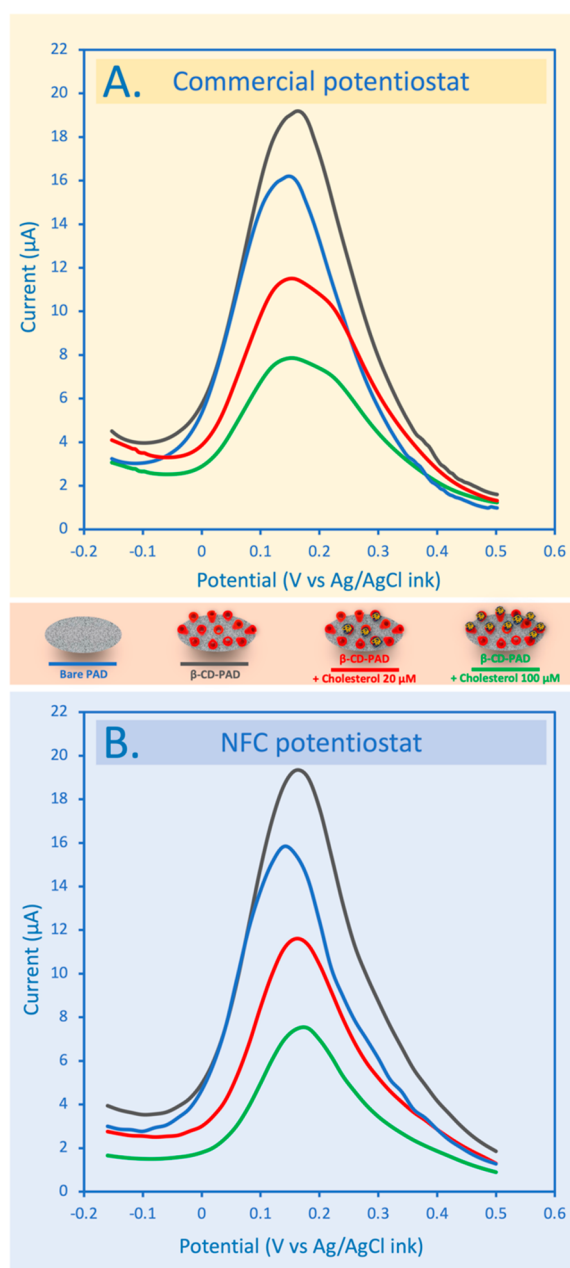 A. Commercial potentiostat
22
20
18
16
14
12
10
8
6
4
2
0
Current (µA)
-0.2 -0.1 0 0.1 0.2 0.3 0.4 0.5 0.6
Potential (V vs Ag/AgCl ink)
Bare PAD
β-CD-PAD
β-CD-PAD
+ Cholesterol 20 µM
β-CD-PAD
+ Cholesterol 100 µM
B. NFC potentiostat
22
20
18
16
14
12
10
8
6
4
2
0
Current (µA)
-0.2 -0.1 0 0.1 0.2 0.3 0.4 0.5 0.6
Potential (V vs Ag/AgCl ink)